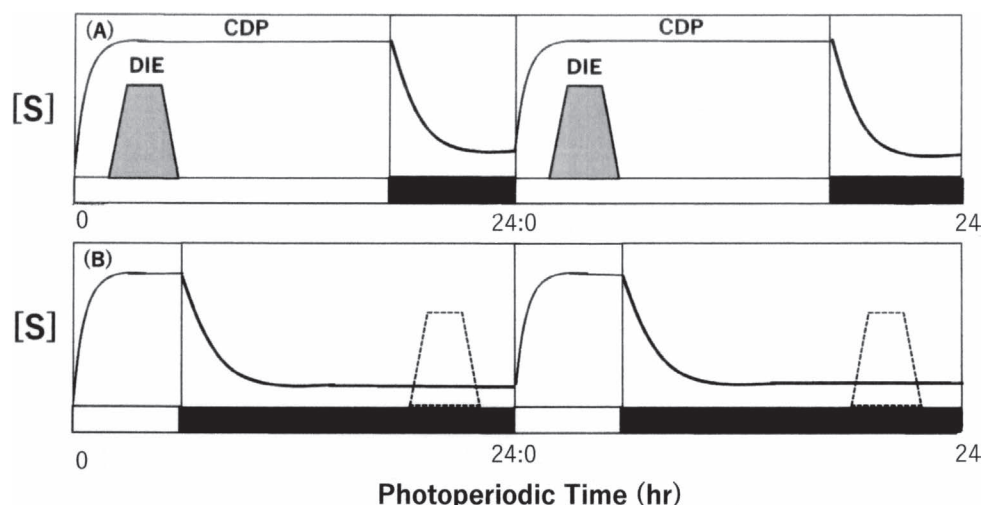 (A)
CDP
CDP
DIE
DIE
[S]
0
24:0
24
(B)
[S]
0
24:0
24
Photoperiodic Time (hr)